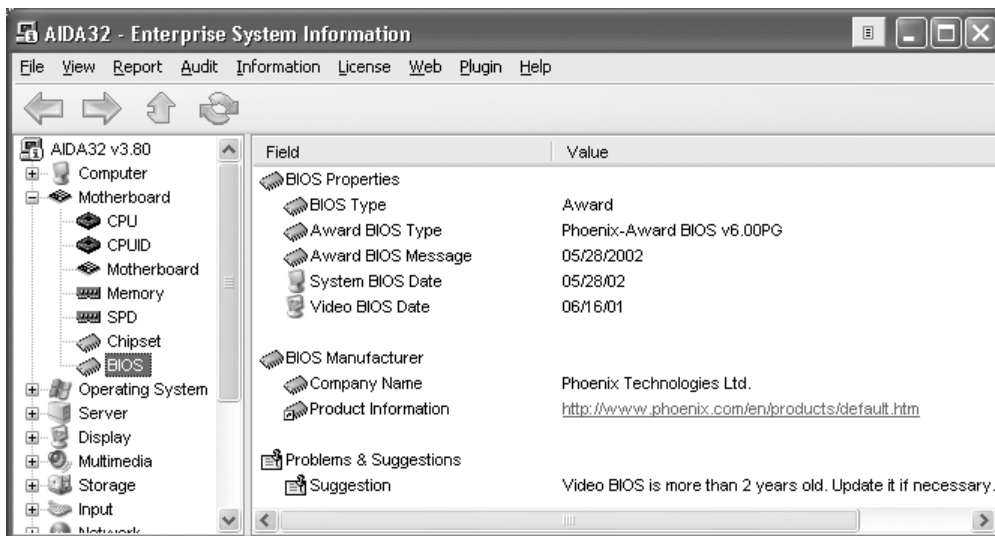 AIDA32 - Enterprise System Information
File View Report Audit Information License Web Plugin Help
AIDA32 v3.80
Computer
Motherboard
CPU
CPUID
Motherboard
Memory
SPD
Chipset
BIOS
Operating System
Server
Display
Multimedia
Storage
Input
Network
Field Value
BIOS Properties
BIOS Type Award
Award BIOS Type Phoenix-Award BIOS v6.00PG
Award BIOS Message 05/28/2002
System BIOS Date 05/28/02
Video BIOS Date 06/16/01
BIOS Manufacturer
Company Name Phoenix Technologies Ltd.
Product Information http://www.phoenix.com/en/products/default.htm
Problems & Suggestions
Suggestion Video BIOS is more than 2 years old. Update it if necessary.